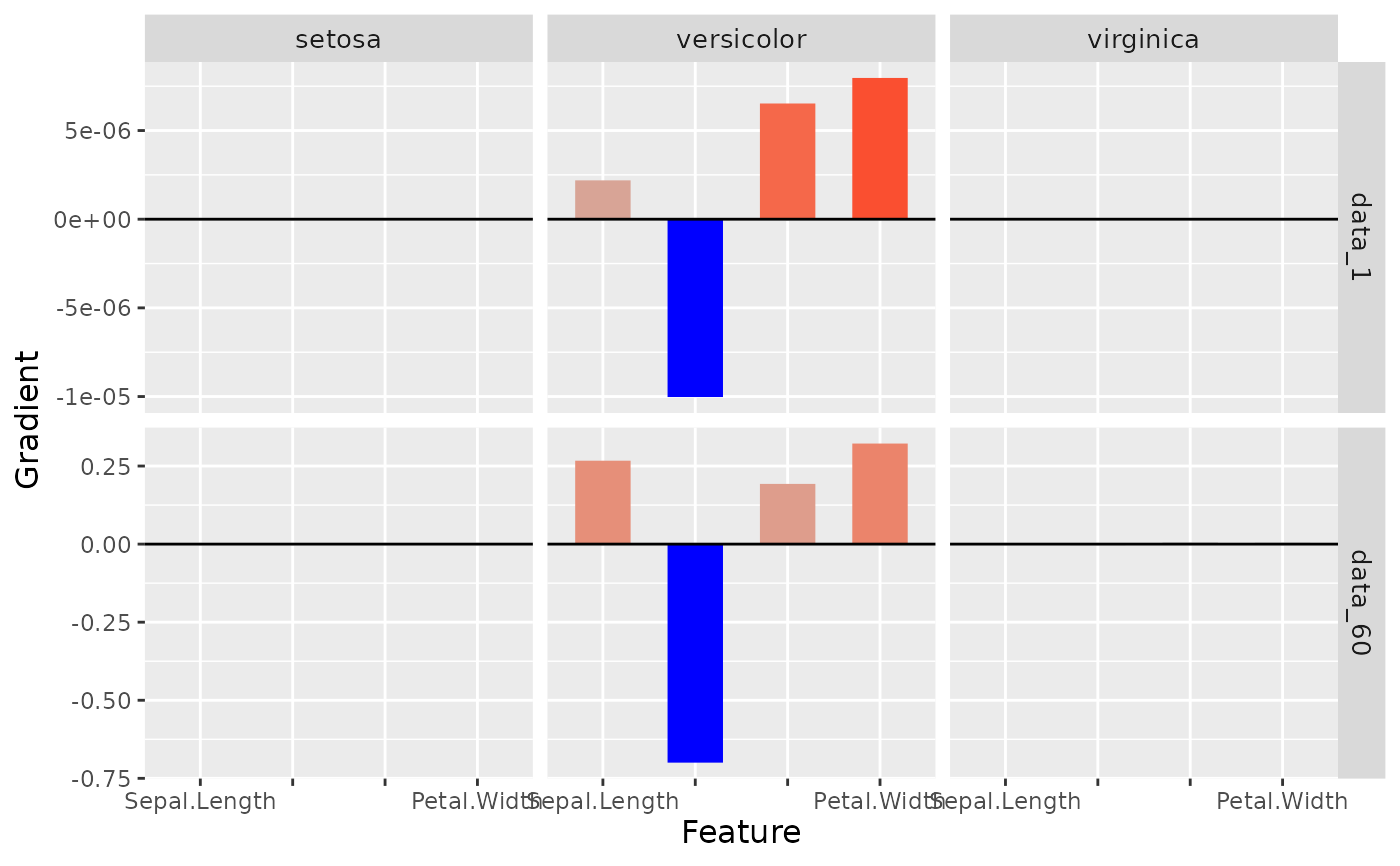 setosa
versicolor
virginica
5e-06
0e+00
-5e-06
-1e-05
data_1
Gradient
0.25
0.00
-0.25
-0.50
-0.75
data_60
Sepal.Length
Petal.Width
Sepal.Length
Petal.Width
Sepal.Length
Petal.Width
Feature